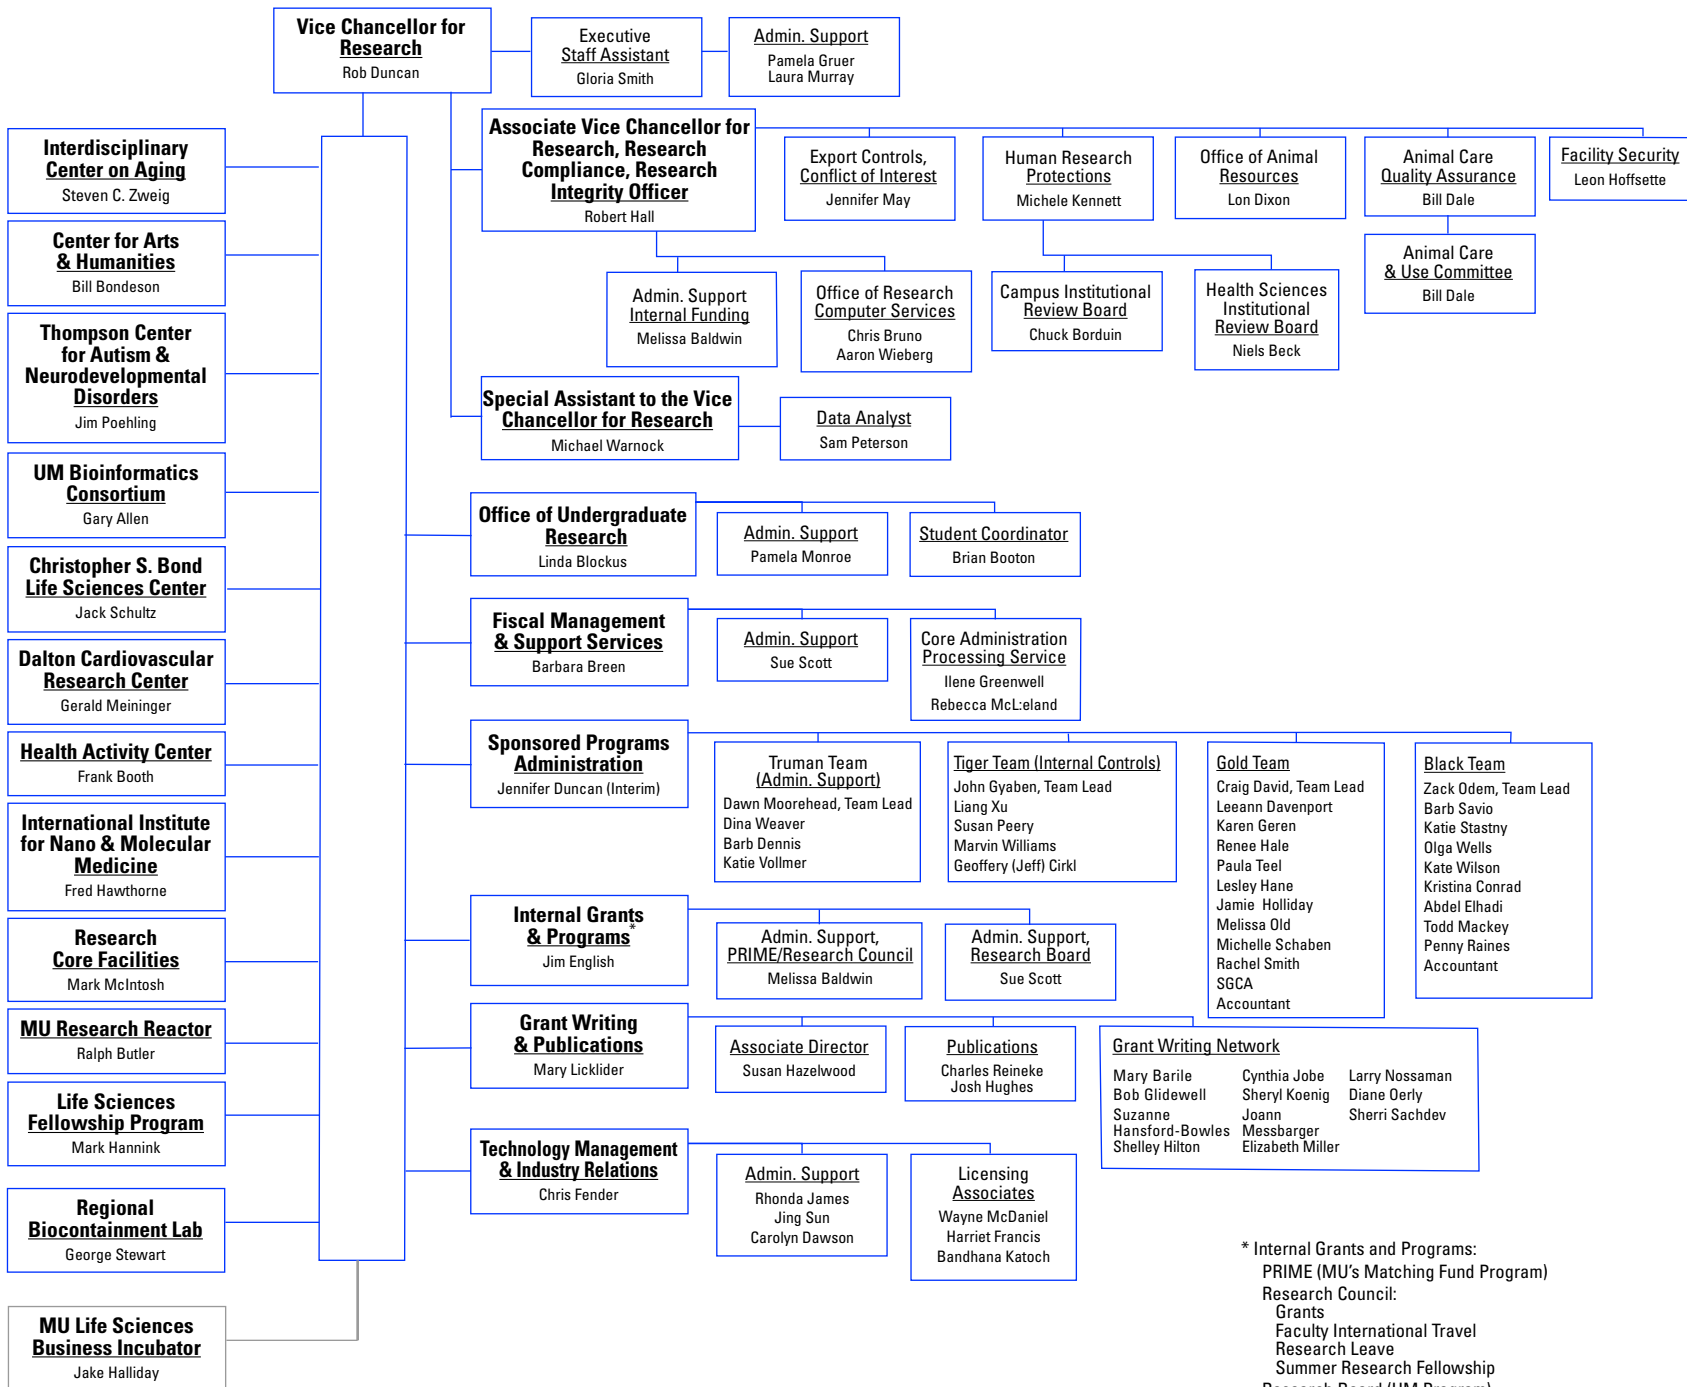 Vice Chancellor for
Research
Rob Duncan
Executive
Staff Assistant
Gloria Smith
Admin. Support
Pamela Gruer
Laura Murray
Associate Vice Chancellor for
Research, Research
Compliance, Research
Integrity Officer
Robert Hall
Export Controls,
Conflict of Interest
Jennifer May
Human Research
Protections
Michele Kennett
Office of Animal
Resources
Lon Dixon
Animal Care
Quality Assurance
Bill Dale
Facility Security
Leon Hoffsette
Admin. Support
Internal Funding
Melissa Baldwin
Office of Research
Computer Services
Chris Bruno
Aaron Wieberg
Campus Institutional
Review Board
Chuck Borduin
Health Sciences
Institutional
Review Board
Niels Beck
Animal Care
& Use Committee
Bill Dale
Special Assistant to the Vice
Chancellor for Research
Michael Warnock
Data Analyst
Sam Peterson
Interdisciplinary
Center on Aging
Steven C. Zweig
Center for Arts
& Humanities
Bill Bondeson
Thompson Center
for Autism &
Neurodevelopmental
Disorders
Jim Poehling
UM Bioinformatics
Consortium
Gary Allen
Christopher S. Bond
Life Sciences Center
Jack Schultz
Dalton Cardiovascular
Research Center
Gerald Meininger
Health Activity Center
Frank Booth
International Institute
for Nano & Molecular
Medicine
Fred Hawthorne
Research
Core Facilities
Mark McIntosh
MU Research Reactor
Ralph Butler
Life Sciences
Fellowship Program
Mark Hannink
Regional
Biocontainment Lab
George Stewart
MU Life Sciences
Business Incubator
Jake Halliday
Office of Undergraduate
Research
Linda Blockus
Admin. Support
Pamela Monroe
Student Coordinator
Brian Booton
Fiscal Management
& Support Services
Barbara Breen
Admin. Support
Sue Scott
Core Administration
Processing Service
Ilene Greenwell
Rebecca McL:eland
Sponsored Programs
Administration
Jennifer Duncan (Interim)
Truman Team
(Admin. Support)
Dawn Moorehead, Team Lead
Dina Weaver
Barb Dennis
Katie Vollmer
Tiger Team (Internal Controls)
John Gyaben, Team Lead
Liang Xu
Susan Peery
Marvin Williams
Geoffery (Jeff) Cirkl
Gold Team
Craig David, Team Lead
Leeann Davenport
Karen Geren
Renee Hale
Paula Teel
Lesley Hane
Jamie Holliday
Melissa Old
Michelle Schaben
Rachel Smith
SGCA
Accountant
Black Team
Zack Odem, Team Lead
Barb Savio
Katie Stastny
Olga Wells
Kate Wilson
Kristina Conrad
Abdel Elhadi
Todd Mackey
Penny Raines
Accountant
Internal Grants
& Programs*
Jim English
Admin. Support,
PRIME/Research Council
Melissa Baldwin
Admin. Support,
Research Board
Sue Scott
Grant Writing
& Publications
Mary Licklider
Associate Director
Susan Hazelwood
Publications
Charles Reineke
Josh Hughes
Grant Writing Network
Mary Barile
Bob Glidewell
Suzanne
Hansford-Bowles
Shelley Hilton
Cynthia Jobe
Sheryl Koenig
Joann
Messbarger
Elizabeth Miller
Larry Nossaman
Diane Oerly
Sherri Sachdev
Technology Management
& Industry Relations
Chris Fender
Admin. Support
Rhonda James
Jing Sun
Carolyn Dawson
Licensing
Associates
Wayne McDaniel
Harriet Francis
Bandhana Katoch
* Internal Grants and Programs:
PRIME (MU's Matching Fund Program)
Research Council:
Grants
Faculty International Travel
Research Leave
Summer Research Fellowship
Research Board (UM Program)